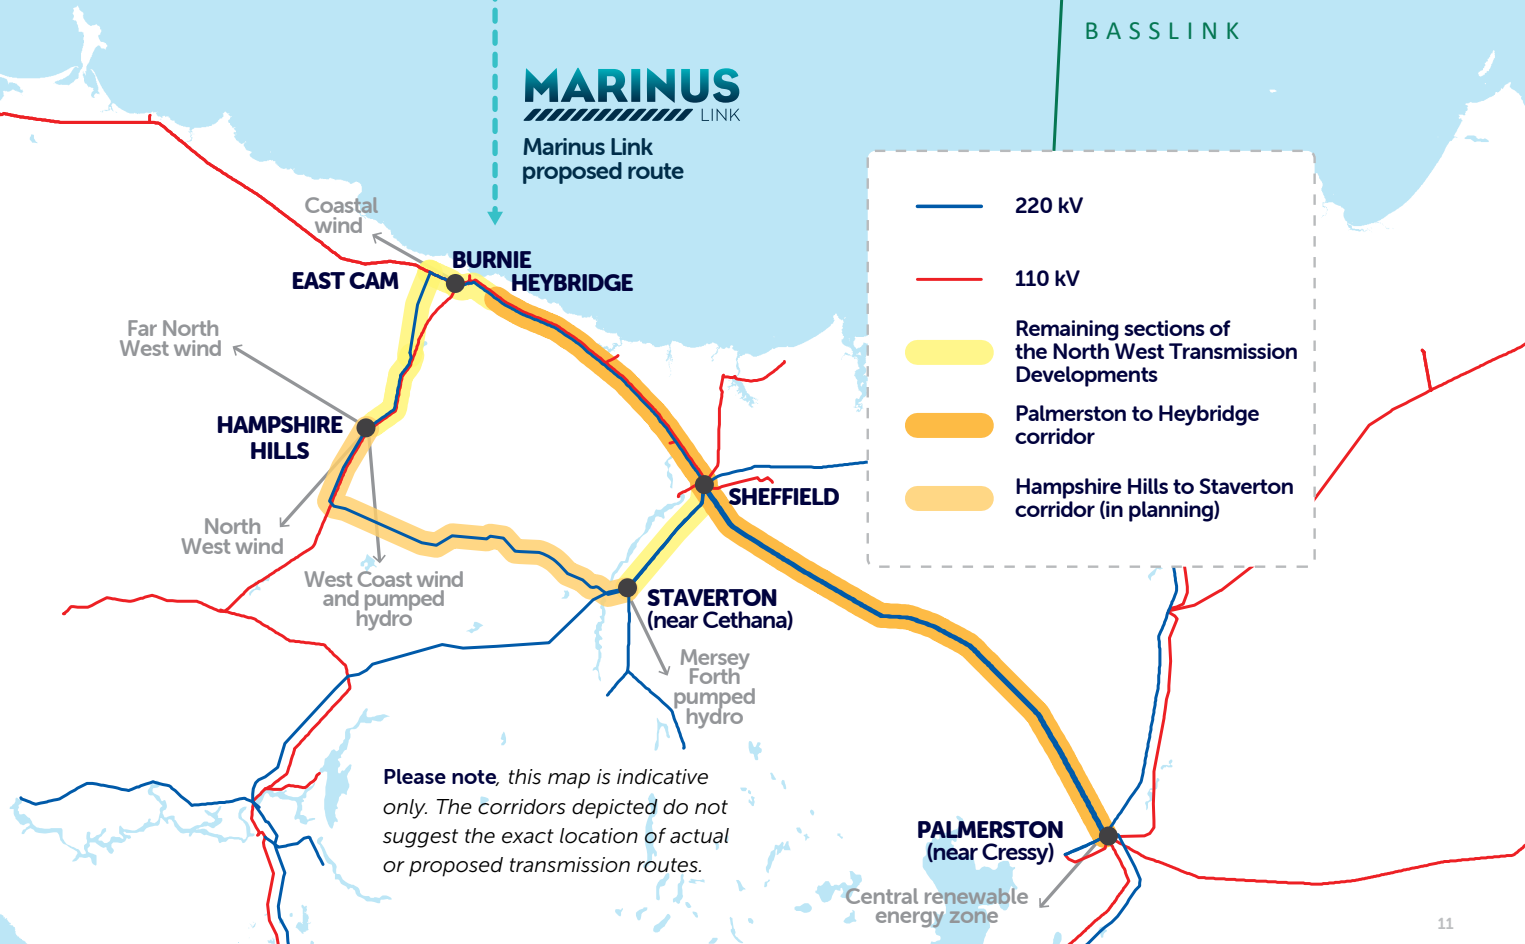 BASSLINK
MARINUS
LINK
Marinus Link
proposed route
220 kV
110 kV
Remaining sections of
the North West Transmission
Developments
Palmerston to Heybridge
corridor
Hampshire Hills to Staverton
corridor (in planning)
Coastal
wind
BURNIE
EAST CAM
HEYBRIDGE
Far North
West wind
HAMPSHIRE
HILLS
SHEFFIELD
North
West wind
West Coast wind
and pumped
hydro
STAVERTON
(near Cethana)
Mersey
Forth
pumped
hydro
Please note, this map is indicative
only. The corridors depicted do not
suggest the exact location of actual
or proposed transmission routes.
PALMERSTON
(near Cressy)
Central renewable
energy zone
11